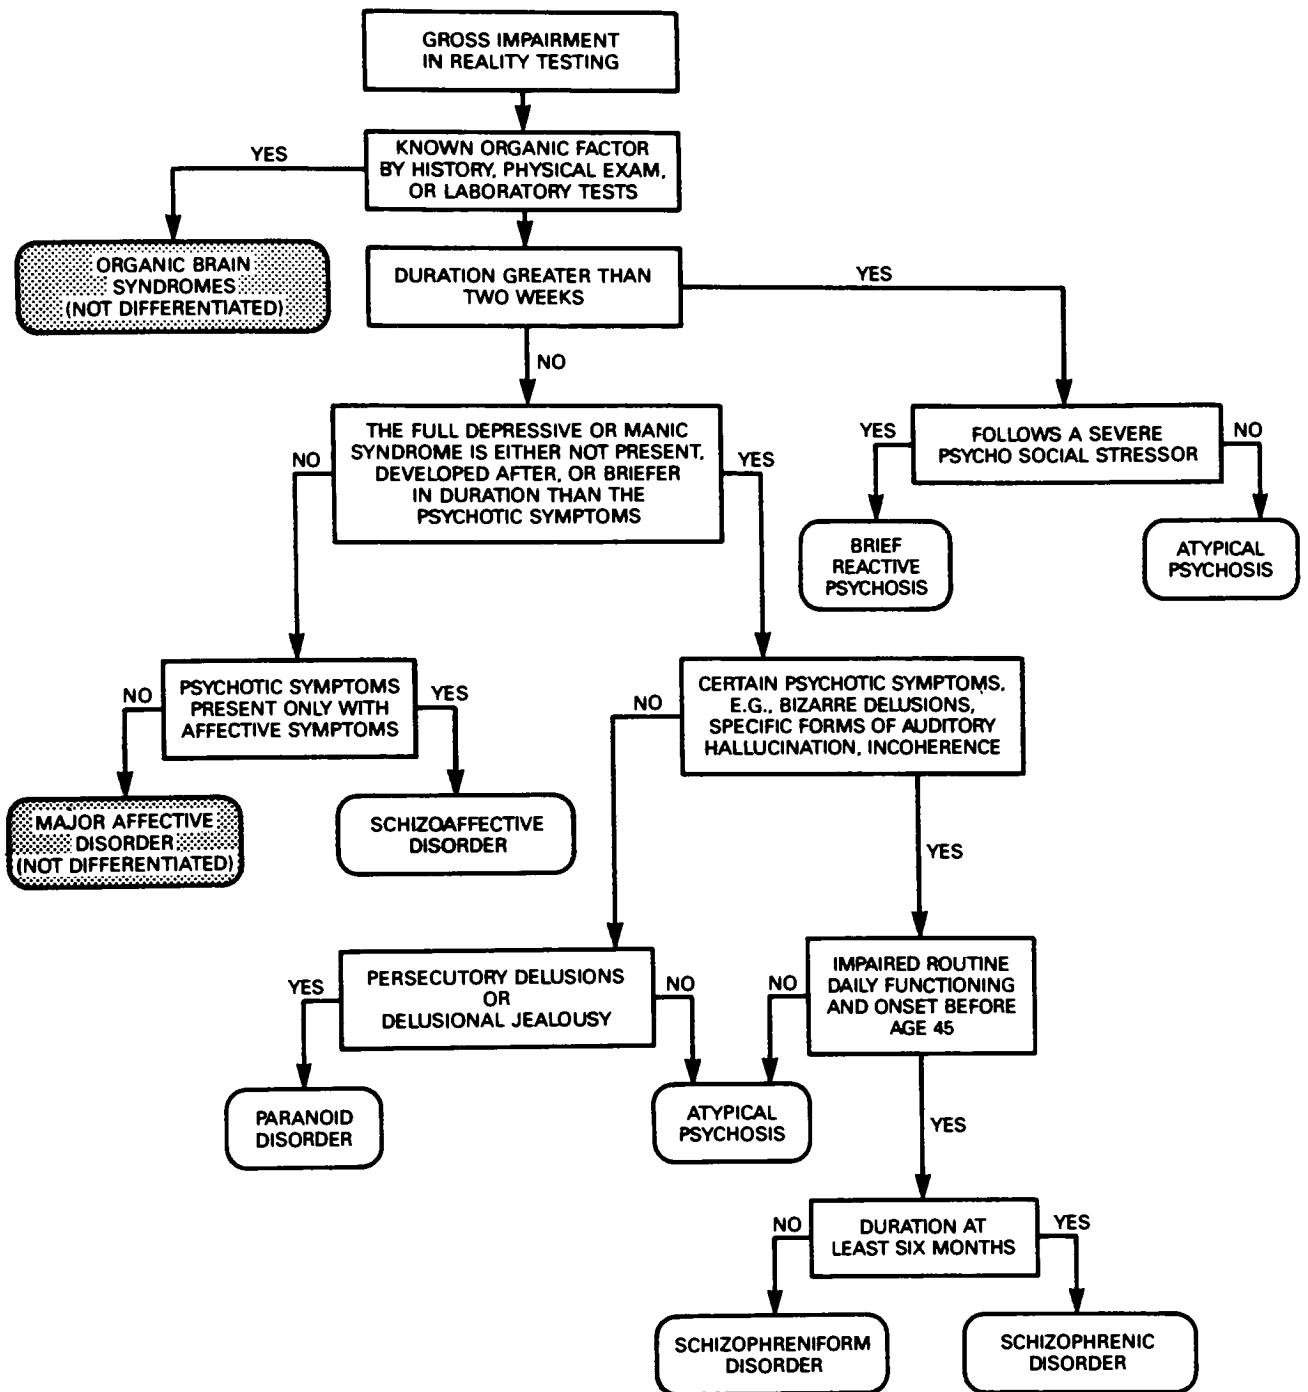 GROSS IMPAIRMENT
IN REALITY TESTING
YES
KNOWN ORGANIC FACTOR
BY HISTORY, PHYSICAL EXAM,
OR LABORATORY TESTS
ORGANIC BRAIN
SYNDROMES
(NOT DIFFERENTIATED)
DURATION GREATER THAN
TWO WEEKS
YES
NO
THE FULL DEPRESSIVE OR MANIC
SYNDROME IS EITHER NOT PRESENT,
DEVELOPED AFTER, OR BRIEFER
IN DURATION THAN THE
PSYCHOTIC SYMPTOMS
NO
YES
YES
FOLLOWS A SEVERE
PSYCHO SOCIAL STRESSOR
NO
BRIEF
REACTIVE
PSYCHOSIS
ATYPICAL
PSYCHOSIS
NO
PSYCHOTIC SYMPTOMS
PRESENT ONLY WITH
AFFECTIVE SYMPTOMS
YES
NO
CERTAIN PSYCHOTIC SYMPTOMS,
E.G., BIZARRE DELUSIONS,
SPECIFIC FORMS OF AUDITORY
HALLUCINATION, INCOHERENCE
MAJOR AFFECTIVE
DISORDER
(NOT DIFFERENTIATED)
SCHIZOAFFECTIVE
DISORDER
YES
YES
PERSECUTORY DELUSIONS
OR
DELUSIONAL JEALOUSY
NO
NO
IMPAIRED ROUTINE
DAILY FUNCTIONING
AND ONSET BEFORE
AGE 45
PARANOID
DISORDER
ATYPICAL
PSYCHOSIS
YES
NO
DURATION AT
LEAST SIX MONTHS
YES
SCHIZOPHRENIFORM
DISORDER
SCHIZOPHRENIC
DISORDER